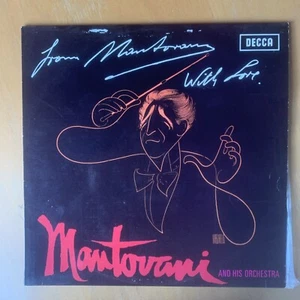 DECCA
from Mantovani
With Love.
Mantovani
AND HIS ORCHESTRA